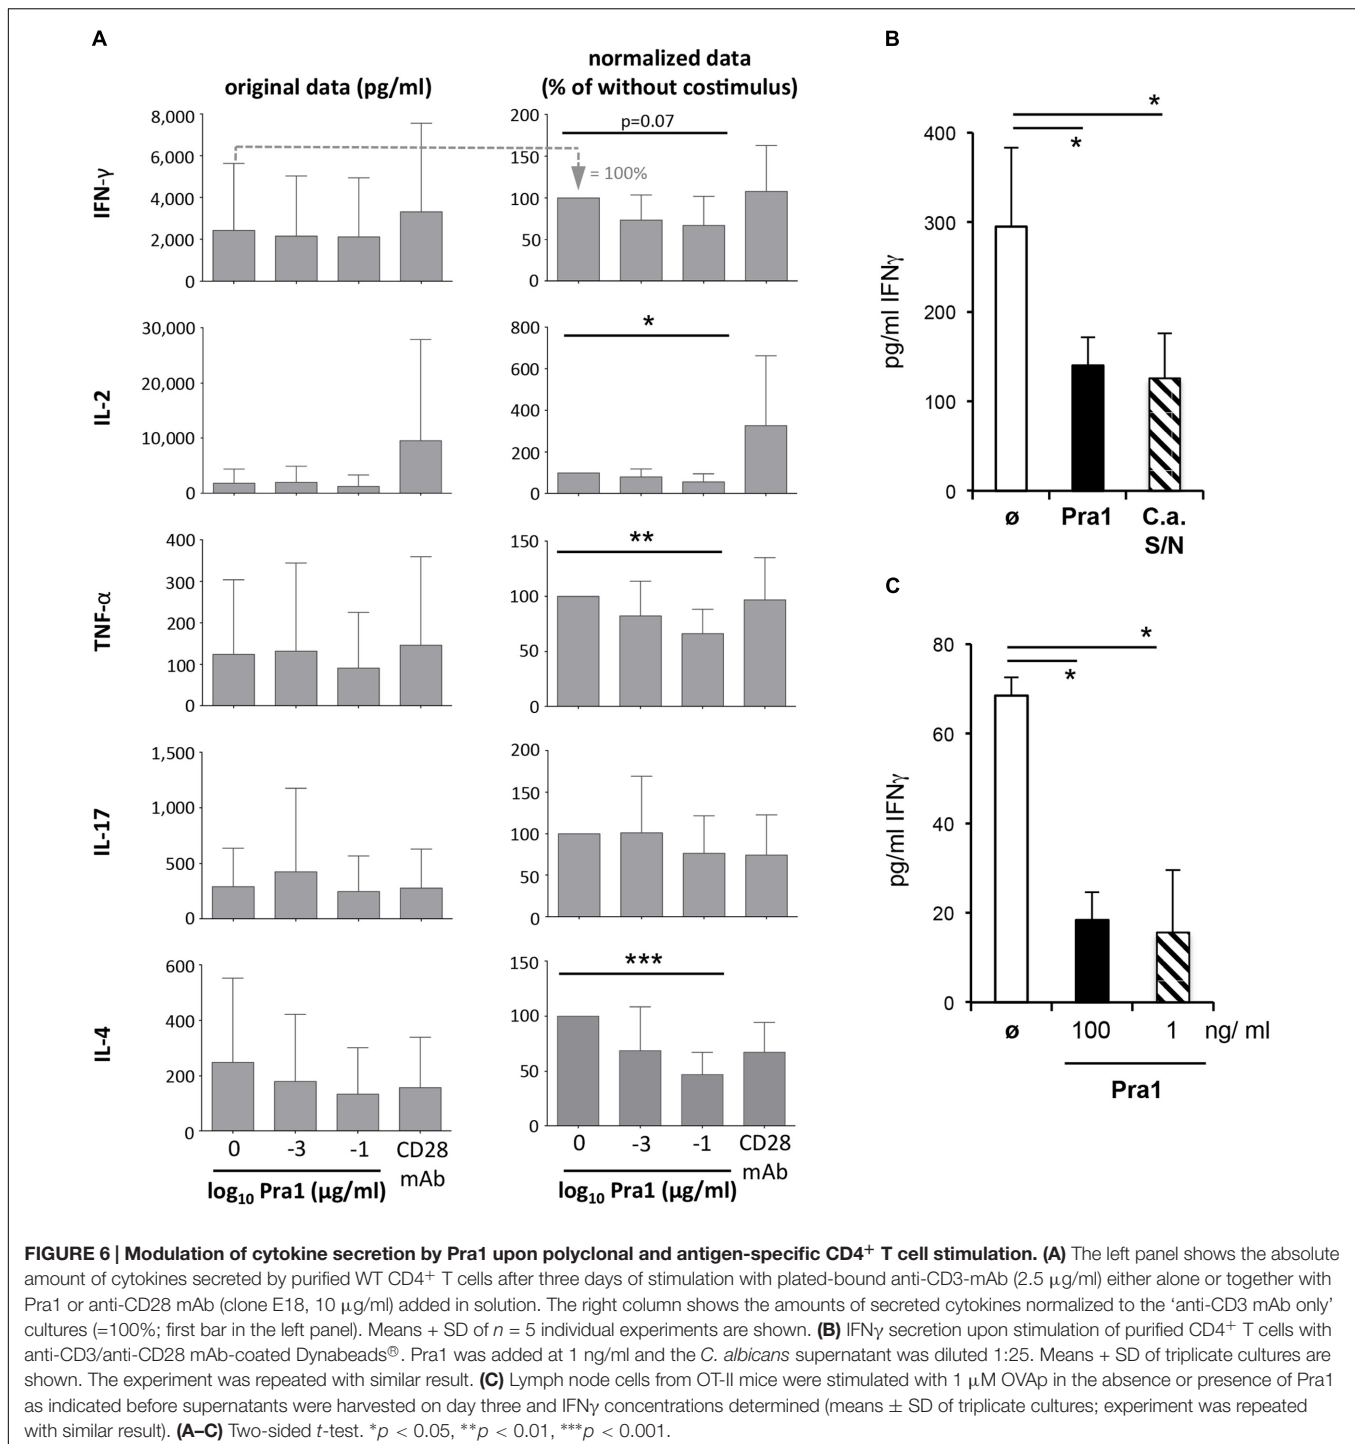 A
original data (pg/ml)
normalized data
(% of without costimulus)
IFN-γ
8,000
6,000
4,000
2,000
0
200
150
100
50
0
p=0.07
= 100%
IL-2
30,000
20,000
10,000
0
800
600
400
200
0
*
TNF-α
400
300
200
100
0
150
100
50
0
**
IL-17
1,500
1,000
500
0
200
150
100
50
0
IL-4
600
400
200
0
150
100
50
0
***
0 -3 -1 CD28
mAb
log10 Pra1 (µg/ml)
0 -3 -1 CD28
mAb
log10 Pra1 (µg/ml)
B
pg/ml IFNγ
400
300
200
100
0
*
*
ø Pra1 C.a.
S/N
C
pg/ml IFNγ
80
60
40
20
0
*
*
ø 100 1 ng/ ml
Pra1
FIGURE 6 | Modulation of cytokine secretion by Pra1 upon polyclonal and antigen-specific CD4+ T cell stimulation. (A) The left panel shows the absolute
amount of cytokines secreted by purified WT CD4+ T cells after three days of stimulation with plated-bound anti-CD3-mAb (2.5 µg/ml) either alone or together with
Pra1 or anti-CD28 mAb (clone E18, 10 µg/ml) added in solution. The right column shows the amounts of secreted cytokines normalized to the ‘anti-CD3 mAb only’
cultures (=100%; first bar in the left panel). Means + SD of n = 5 individual experiments are shown. (B) IFNγ secretion upon stimulation of purified CD4+ T cells with
anti-CD3/anti-CD28 mAb-coated Dynabeads®. Pra1 was added at 1 ng/ml and the C. albicans supernatant was diluted 1:25. Means + SD of triplicate cultures are
shown. The experiment was repeated with similar result. (C) Lymph node cells from OT-II mice were stimulated with 1 µM OVAp in the absence or presence of Pra1
as indicated before supernatants were harvested on day three and IFNγ concentrations determined (means ± SD of triplicate cultures; experiment was repeated
with similar result). (A–C) Two-sided t-test. *p < 0.05, **p < 0.01, ***p < 0.001.